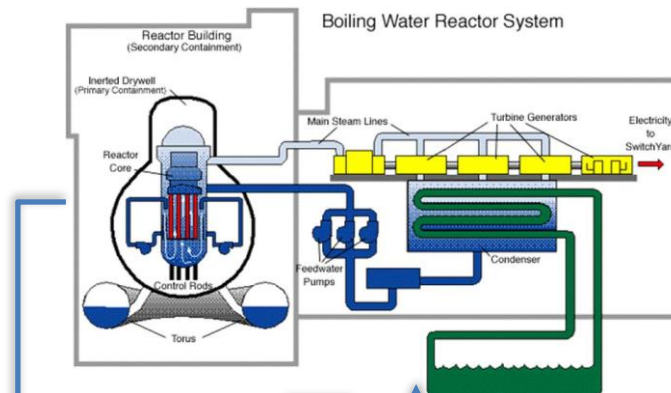 Boiling Water Reactor System
Reactor Building
(Secondary Containment)
Inerted Drywell
(Primary Containment)
Main Steam Lines
Turbine Generators
Electricity
to
SwitchYard
Reactor
Core
Feedwater
Pumps
Condenser
Control Rods
Torus